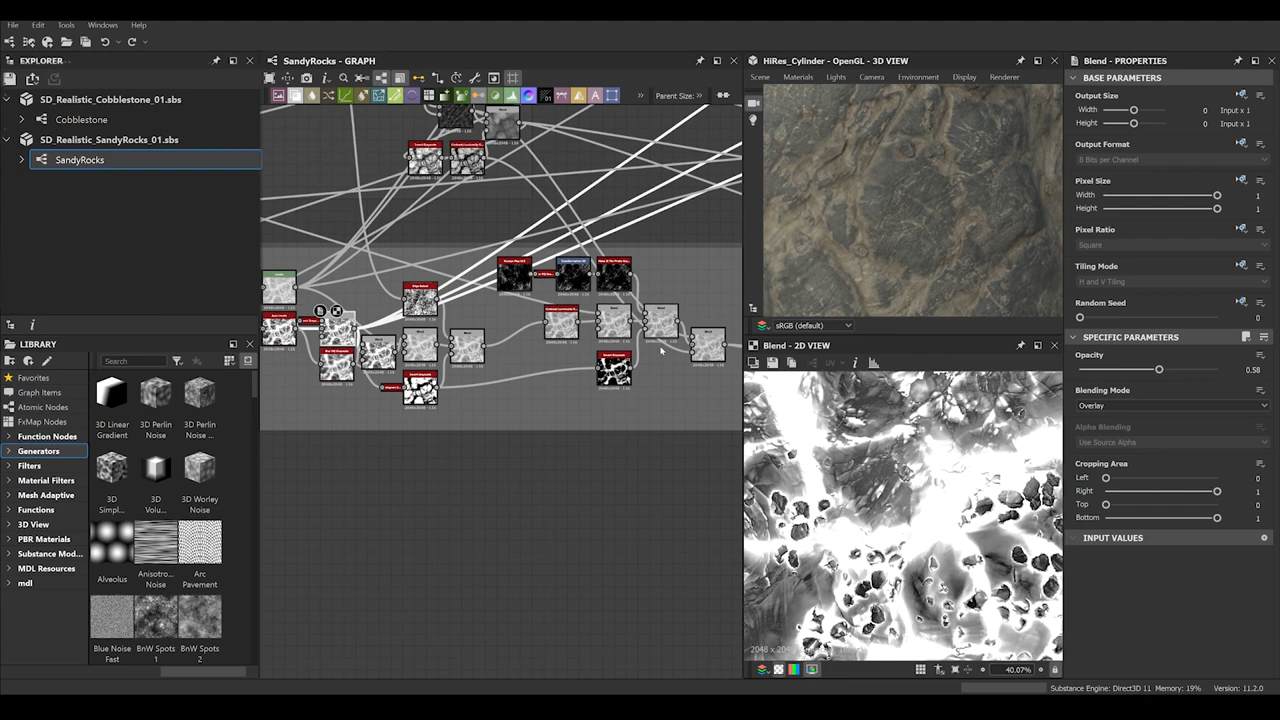 File Edit Tools Windows Help
EXPLORER
SD_Realistic_Cobblestone_01.sbs
Cobblestone
SD_Realistic_SandyRocks_01.sbs
SandyRocks
LIBRARY
Search
Favorites
Graph Items
Atomic Nodes
FxMap Nodes
Function Nodes
Generators
Filters
Material Filters
Mesh Adaptive
Functions
3D View
PBR Materials
Substance Mod...
MDL Resources
mdl
3D Linear Gradient
3D Perlin Noise
3D Perlin Noise ...
3D Simpl...
3D Volu...
3D Worley Noise
Alveolus
Anisotro... Noise
Arc Pavement
Blue Noise Fast
BnW Spots 1
BnW Spots 2
SandyRocks - GRAPH
Parent Size:
HiRes_Cylinder - OpenGL - 3D VIEW
Scene Materials Lights Camera Environment Display Renderer
sRGB (default)
Blend - 2D VIEW
UV
40.07%
Blend - PROPERTIES
BASE PARAMETERS
Output Size
Width 0 Input x 1
Height 0 Input x 1
Output Format
8 Bits per Channel
Pixel Size
Width 1
Height 1
Pixel Ratio
Square
Tiling Mode
H and V Tiling
Random Seed
0
SPECIFIC PARAMETERS
Opacity
0.58
Blending Mode
Overlay
Alpha Blending
Use Source Alpha
Cropping Area
Left 0
Right 1
Top 0
Bottom 1
INPUT VALUES
Substance Engine: Direct3D 11 Memory: 19% Version: 11.2.0